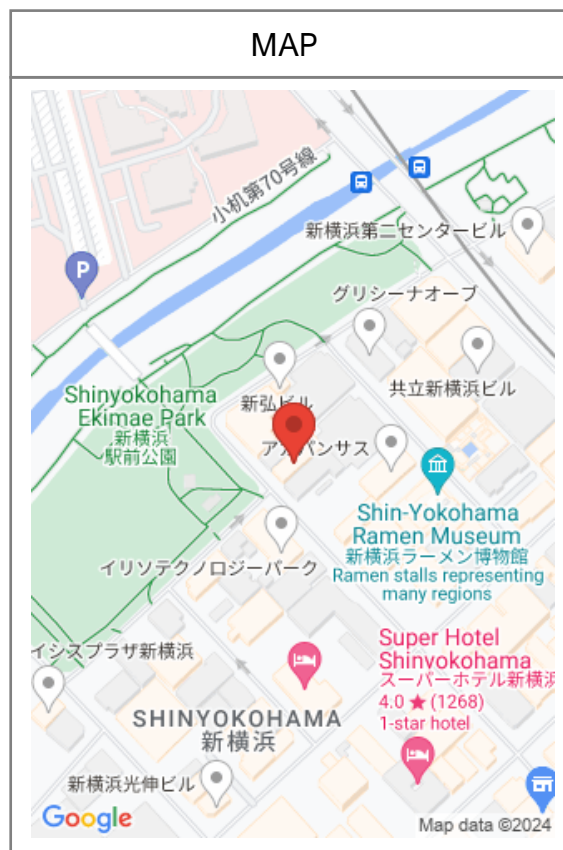 MAP
小机第70号線
新横浜第二センタービル
グリシーナオーブ
共立新横浜ビル
Shinyokohama
Ekimae Park
新横浜
駅前公園
新弘ビル
P
Shin-Yokohama
Ramen Museum
新横浜ラーメン博物館
Ramen stalls representing
many regions
イリソテクノロジーパーク
イシスプラザ新横浜
Super Hotel
Shinyokohama
スーパーホテル新横浜
4.0 ★ (1268)
1-star hotel
SHINYOKOHAMA
新横浜
新横浜光伸ビル
Google
Map data ©2024